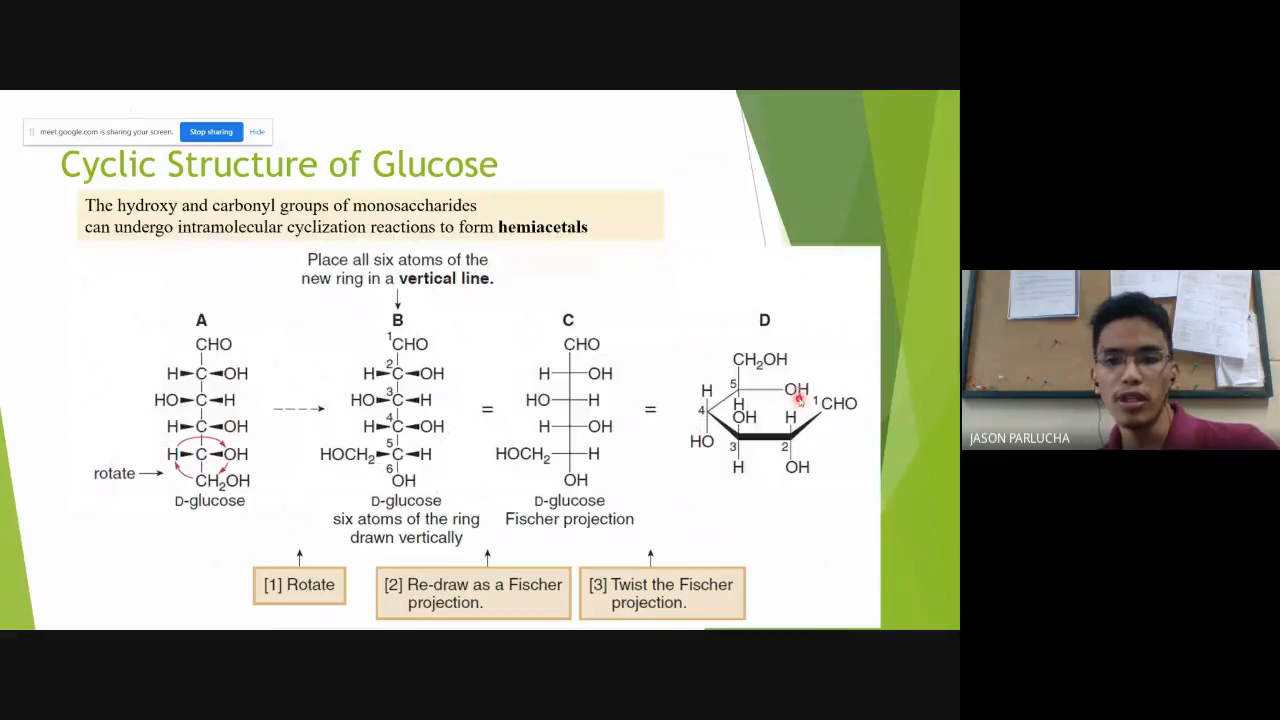 meet.google.com is sharing your screen. Stop sharing Hide
Cyclic Structure of Glucose
The hydroxy and carbonyl groups of monosaccharides
can undergo intramolecular cyclization reactions to form hemiacetals
Place all six atoms of the
new ring in a vertical line.
A
CHO
H C OH
HO C H
H C OH
H C OH
CH2OH
rotate
D-glucose
B
1 CHO
2
H C OH
3
HO C H
4
H C OH
5
HOCH2 C H
6
OH
D-glucose
six atoms of the ring
drawn vertically
=
C
CHO
H OH
HO H
H OH
HOCH2 H
OH
D-glucose
Fischer projection
=
D
CH2OH
H 5 OH
H 1 CHO
4 OH H
HO 3 2
H OH
[1] Rotate
[2] Re-draw as a Fischer
projection.
[3] Twist the Fischer
projection.
JASON PARLUCHA